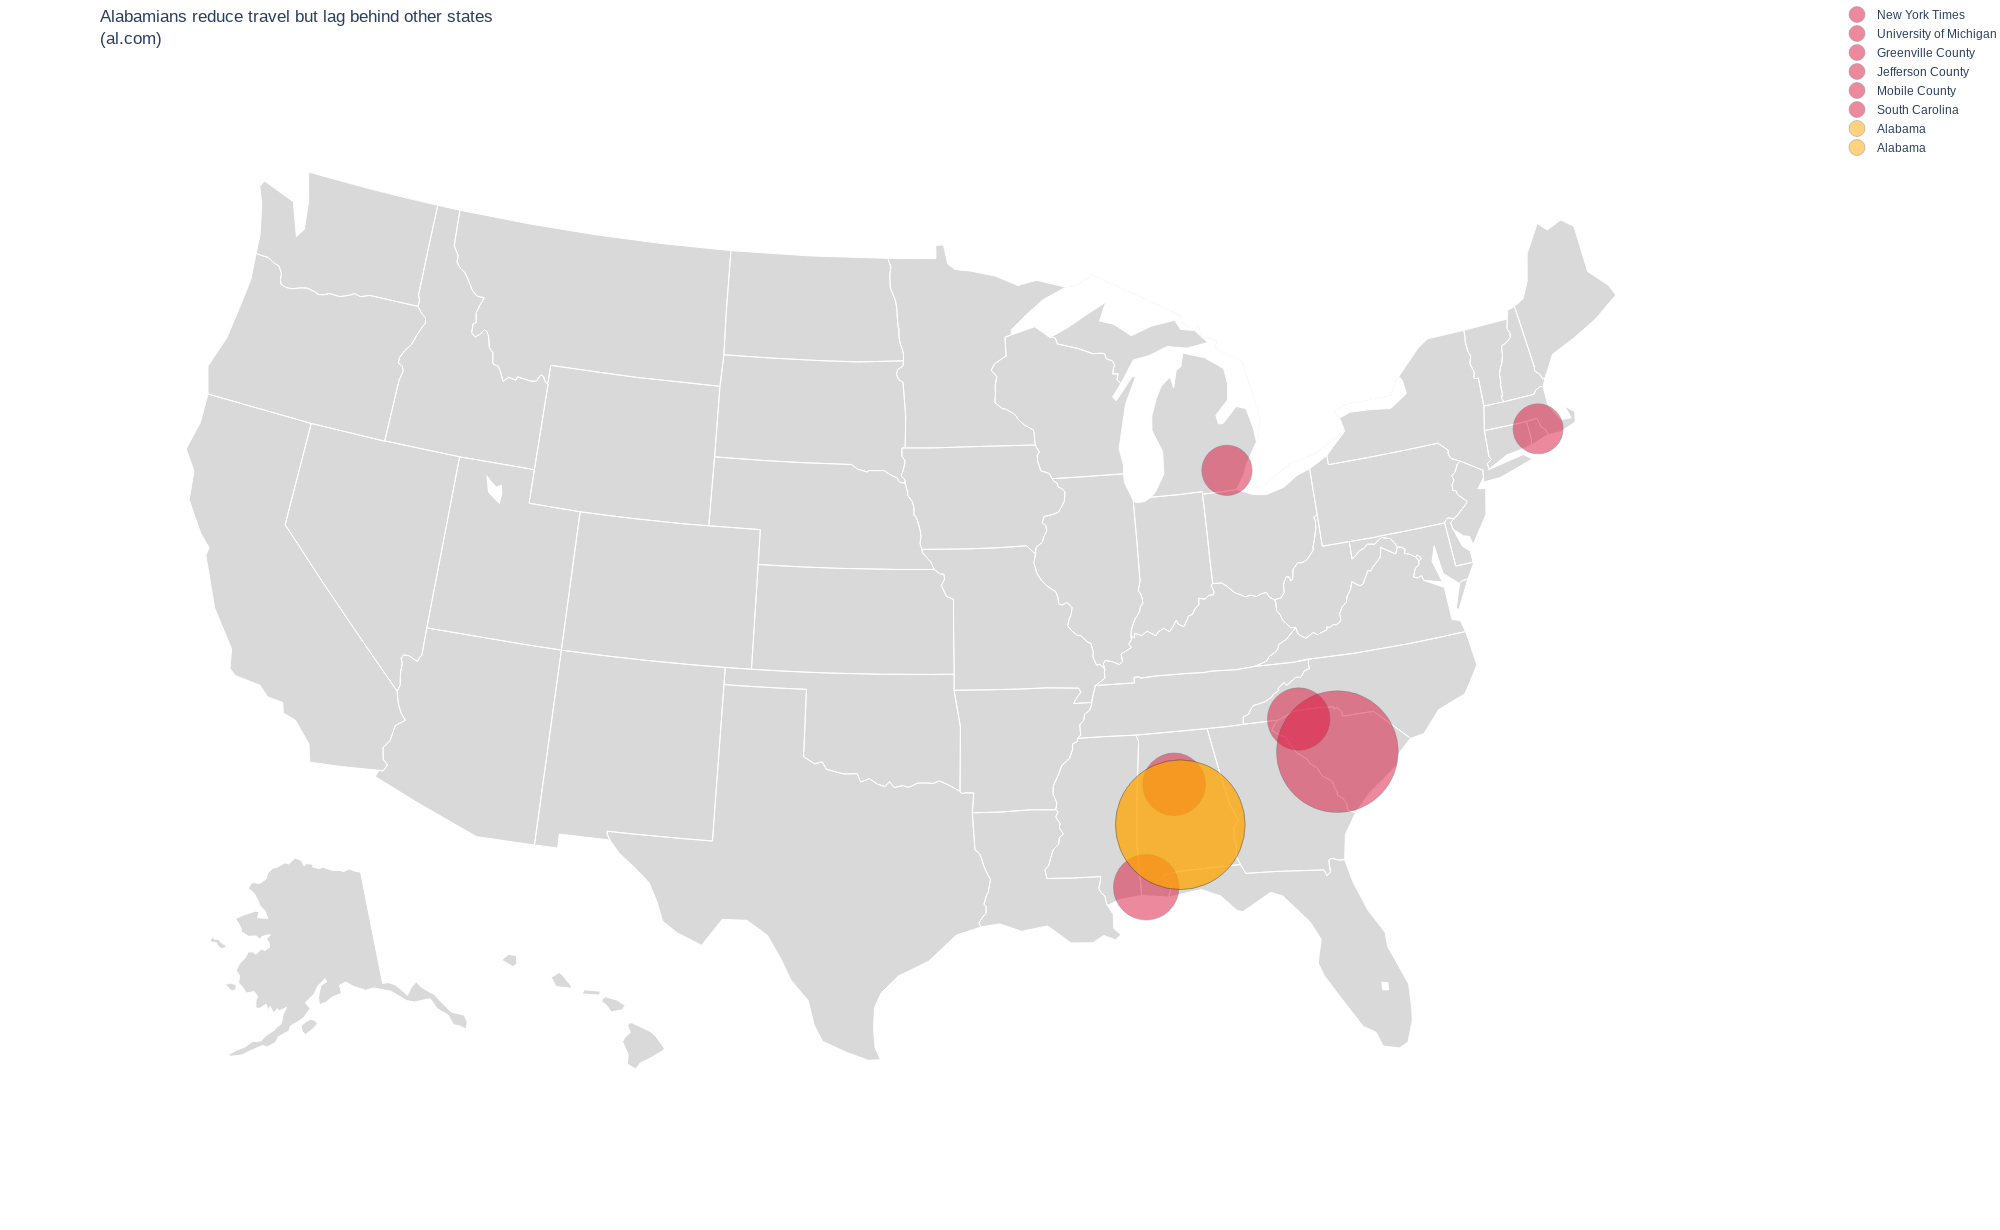 Alabamians reduce travel but lag behind other states
(al.com)
New York Times
University of Michigan
Greenville County
Jefferson County
Mobile County
South Carolina
Alabama
Alabama